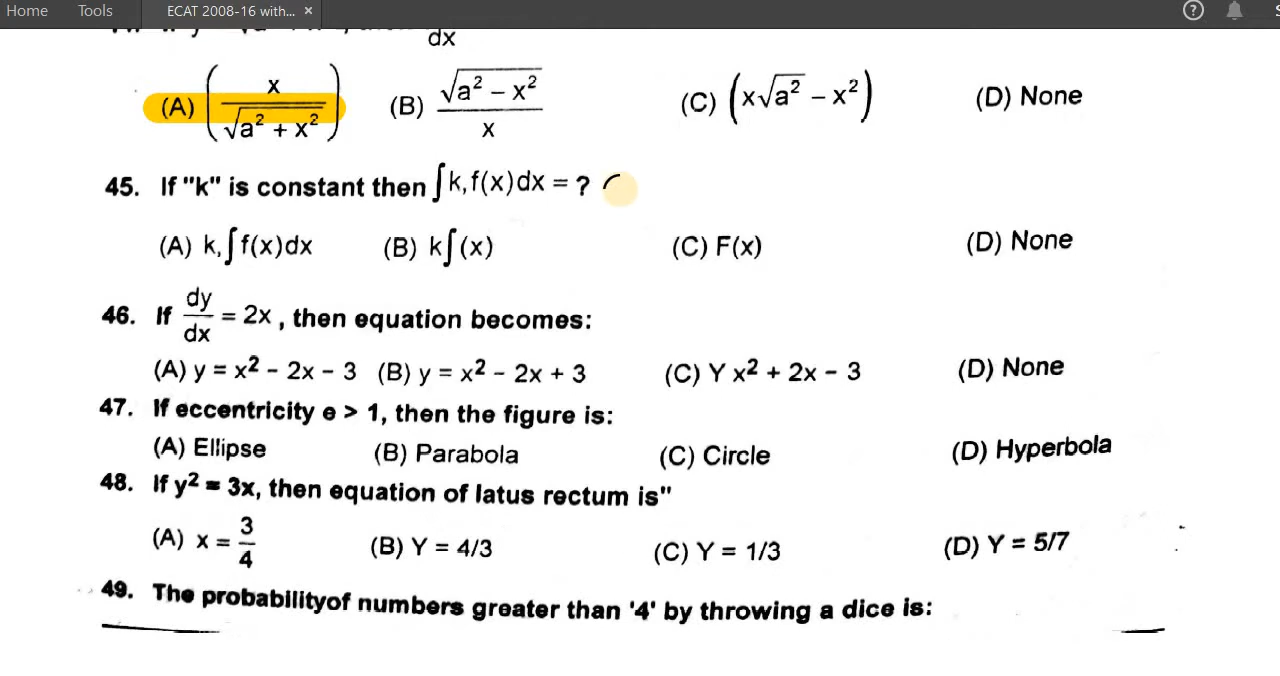 Home Tools ECAT 2008-16 with... ×
dx
(A) (x / √a² + x²) (B) √a² – x² / x (C) (x√a² – x²) (D) None
45. If "k" is constant then ∫k,f(x)dx = ?
(A) k,∫f(x)dx (B) k∫(x) (C) F(x) (D) None
46. If dy/dx = 2x , then equation becomes:
(A) y = x² – 2x – 3 (B) y = x² – 2x + 3 (C) Y x² + 2x – 3 (D) None
47. If eccentricity e > 1, then the figure is:
(A) Ellipse (B) Parabola (C) Circle (D) Hyperbola
48. If y² = 3x, then equation of latus rectum is"
(A) x = 3/4 (B) Y = 4/3 (C) Y = 1/3 (D) Y = 5/7
49. The probabilityof numbers greater than '4' by throwing a dice is: